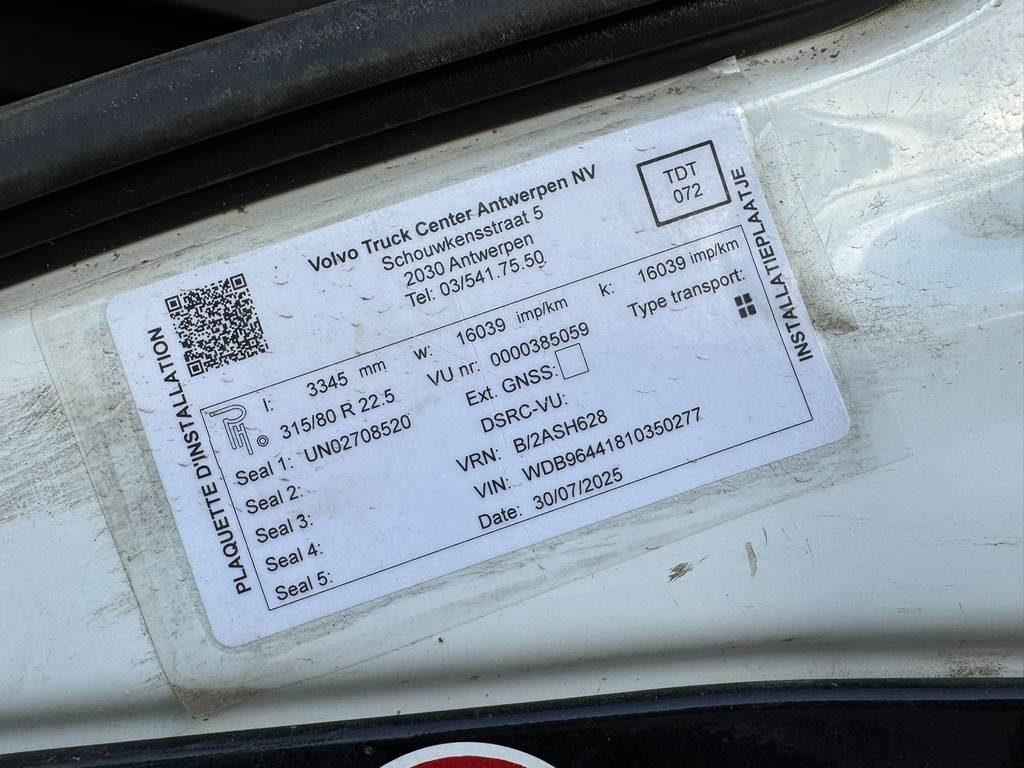 Volvo Truck Center Antwerpen NV
Schouwkensstraat 5
2030 Antwerpen
Tel: 03/541.75.50
TDT
072
PLAQUETTE D'INSTALLATION
INSTALLATIEPLAATJE
l: 3345 mm w: 16039 imp/km k: 16039 imp/km
315/80 R 22.5 VU nr: 0000385059 Type transport:
Seal 1: UN02708520 Ext. GNSS:
Seal 2: DSRC-VU:
Seal 3: VRN: B/2ASH628
Seal 4: VIN: WDB96441810350277
Seal 5: Date: 30/07/2025